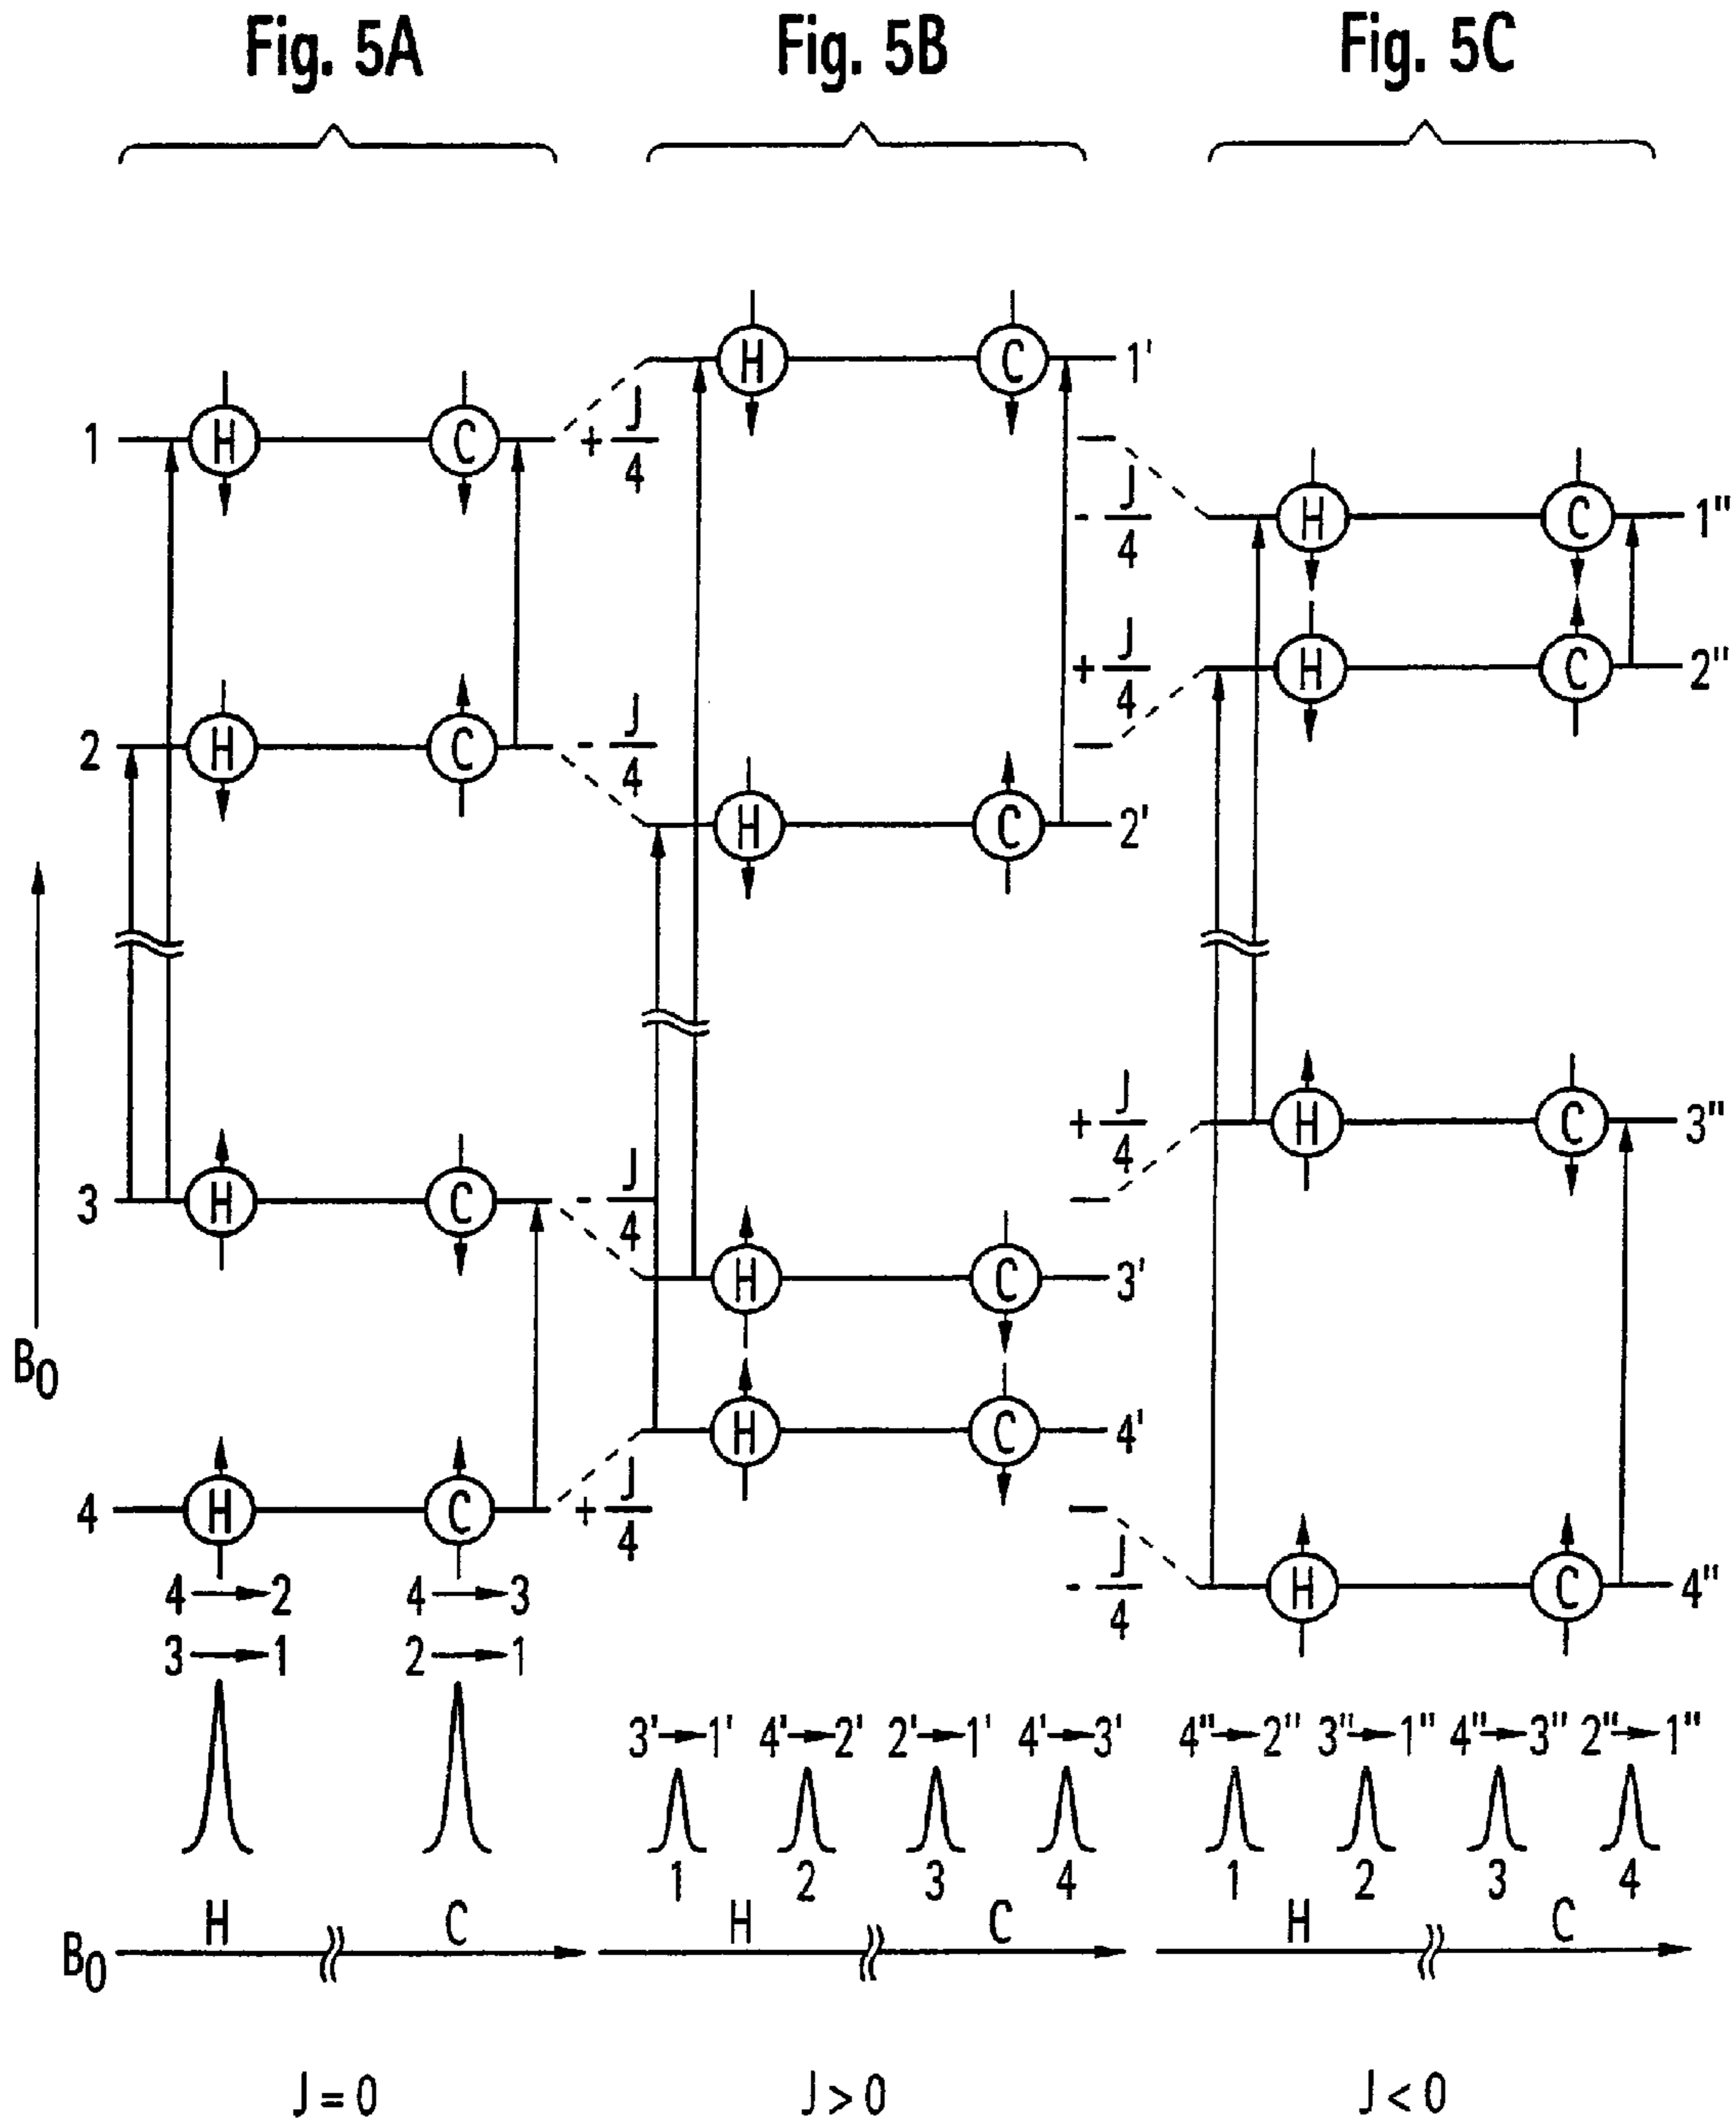 Fig. 5A
Fig. 5B
Fig. 5C
H C 1'
1 H C + J/4
- J/4 H C 1"
+ J/4 H C 2"
2 H C - J/4
H C 2'
+ J/4 H C 3"
3 H C - J/4
H C 3'
B0
H C 4'
4 H C + J/4
- J/4 H C 4"
4→2 4→3
3→1 2→1
3'→1' 4'→2' 2'→1' 4'→3'
4"→2" 3"→1" 4"→3" 2"→1"
1 2 3 4
1 2 3 4
H C
H C
H C
B0
J = 0
J > 0
J < 0